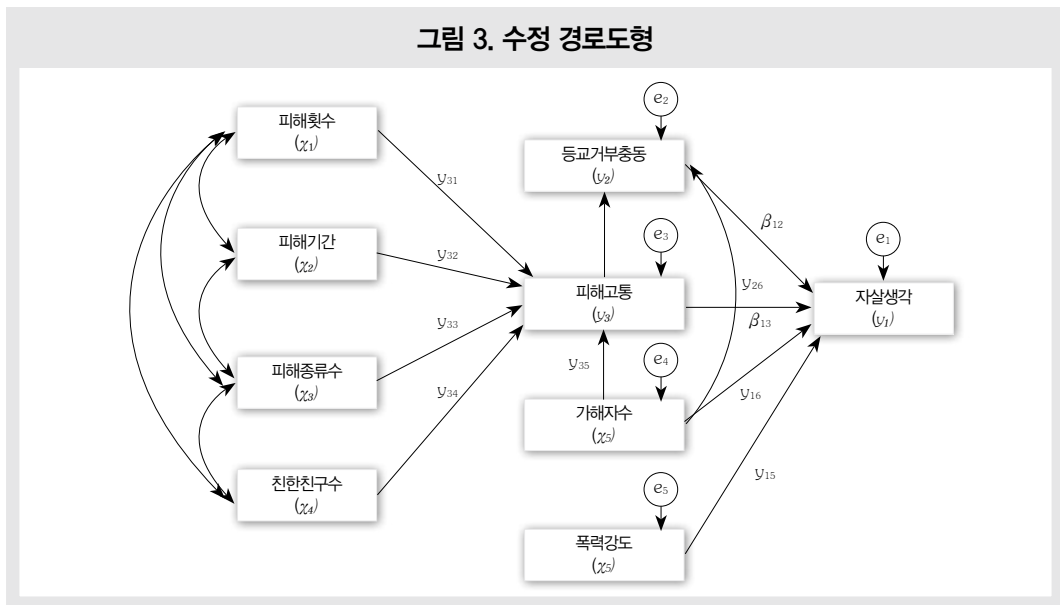 그림 3. 수정 경로도형
e₂
피해횟수
(χ₁)
등교거부충동
(y₂)
y₃₁
β₁₂
e₃
e₁
피해기간
(χ₂)
y₃₂
피해고통
(y₃)
y₂₆
자살생각
(y₁)
y₃₃
β₁₃
e₄
피해종류수
(χ₃)
y₃₅
y₃₄
가해자수
(χ₅)
y₁₆
친한친구수
(χ₄)
e₅
y₁₅
폭력강도
(χ₅)